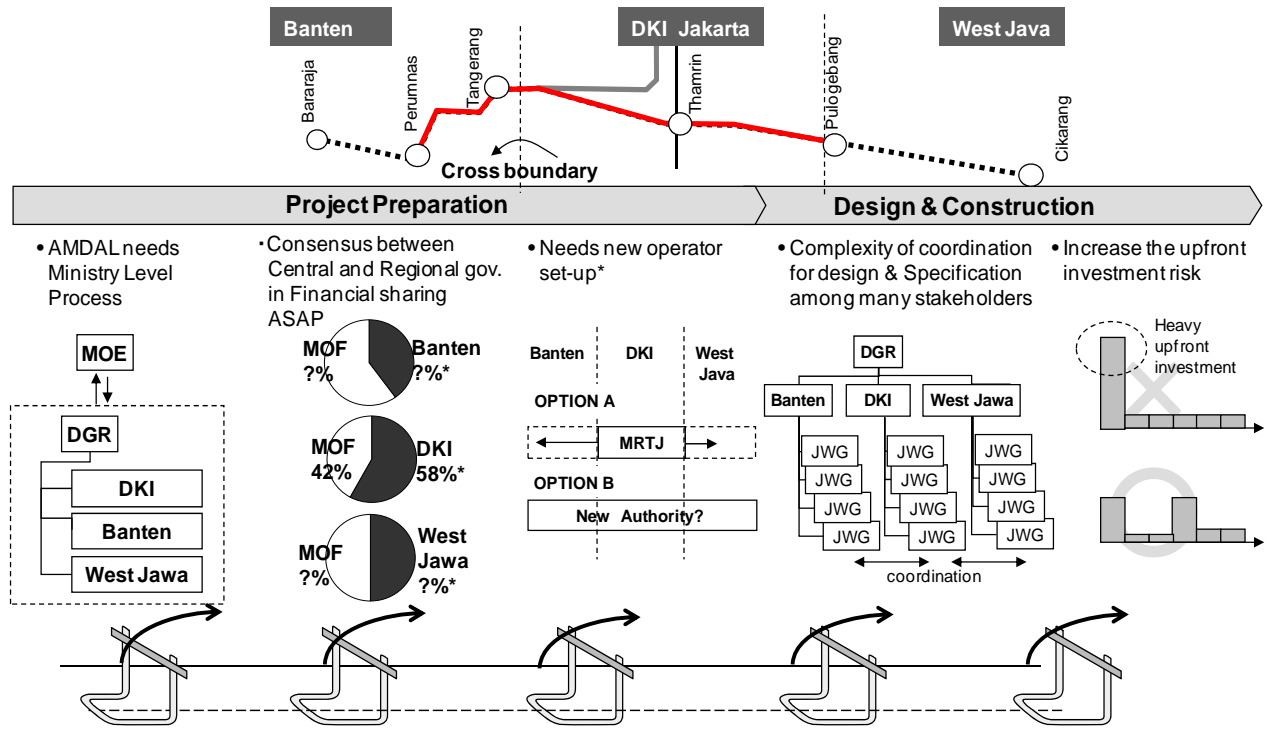 Banten
DKI Jakarta
West Java
Bararaja
Perumnas
Tangerang
Thamrin
Pulogebang
Cikarang
Cross boundary
Project Preparation
Design & Construction
• AMDAL needs
Ministry Level
Process
MOE
DGR
DKI
Banten
West Jawa
· Consensus between
Central and Regional gov.
in Financial sharing
ASAP
MOF
?%
Banten
?%*
MOF
42%
DKI
58%*
MOF
?%
West
Jawa
?%*
• Needs new operator
set-up*
Banten
DKI
West
Java
OPTION A
MRTJ
OPTION B
New Authority?
• Complexity of coordination
for design & Specification
among many stakeholders
DGR
Banten
DKI
West Jawa
JWG
JWG
JWG
JWG
JWG
JWG
JWG
JWG
JWG
JWG
JWG
JWG
coordination
• Increase the upfront
investment risk
Heavy
upfront
investment